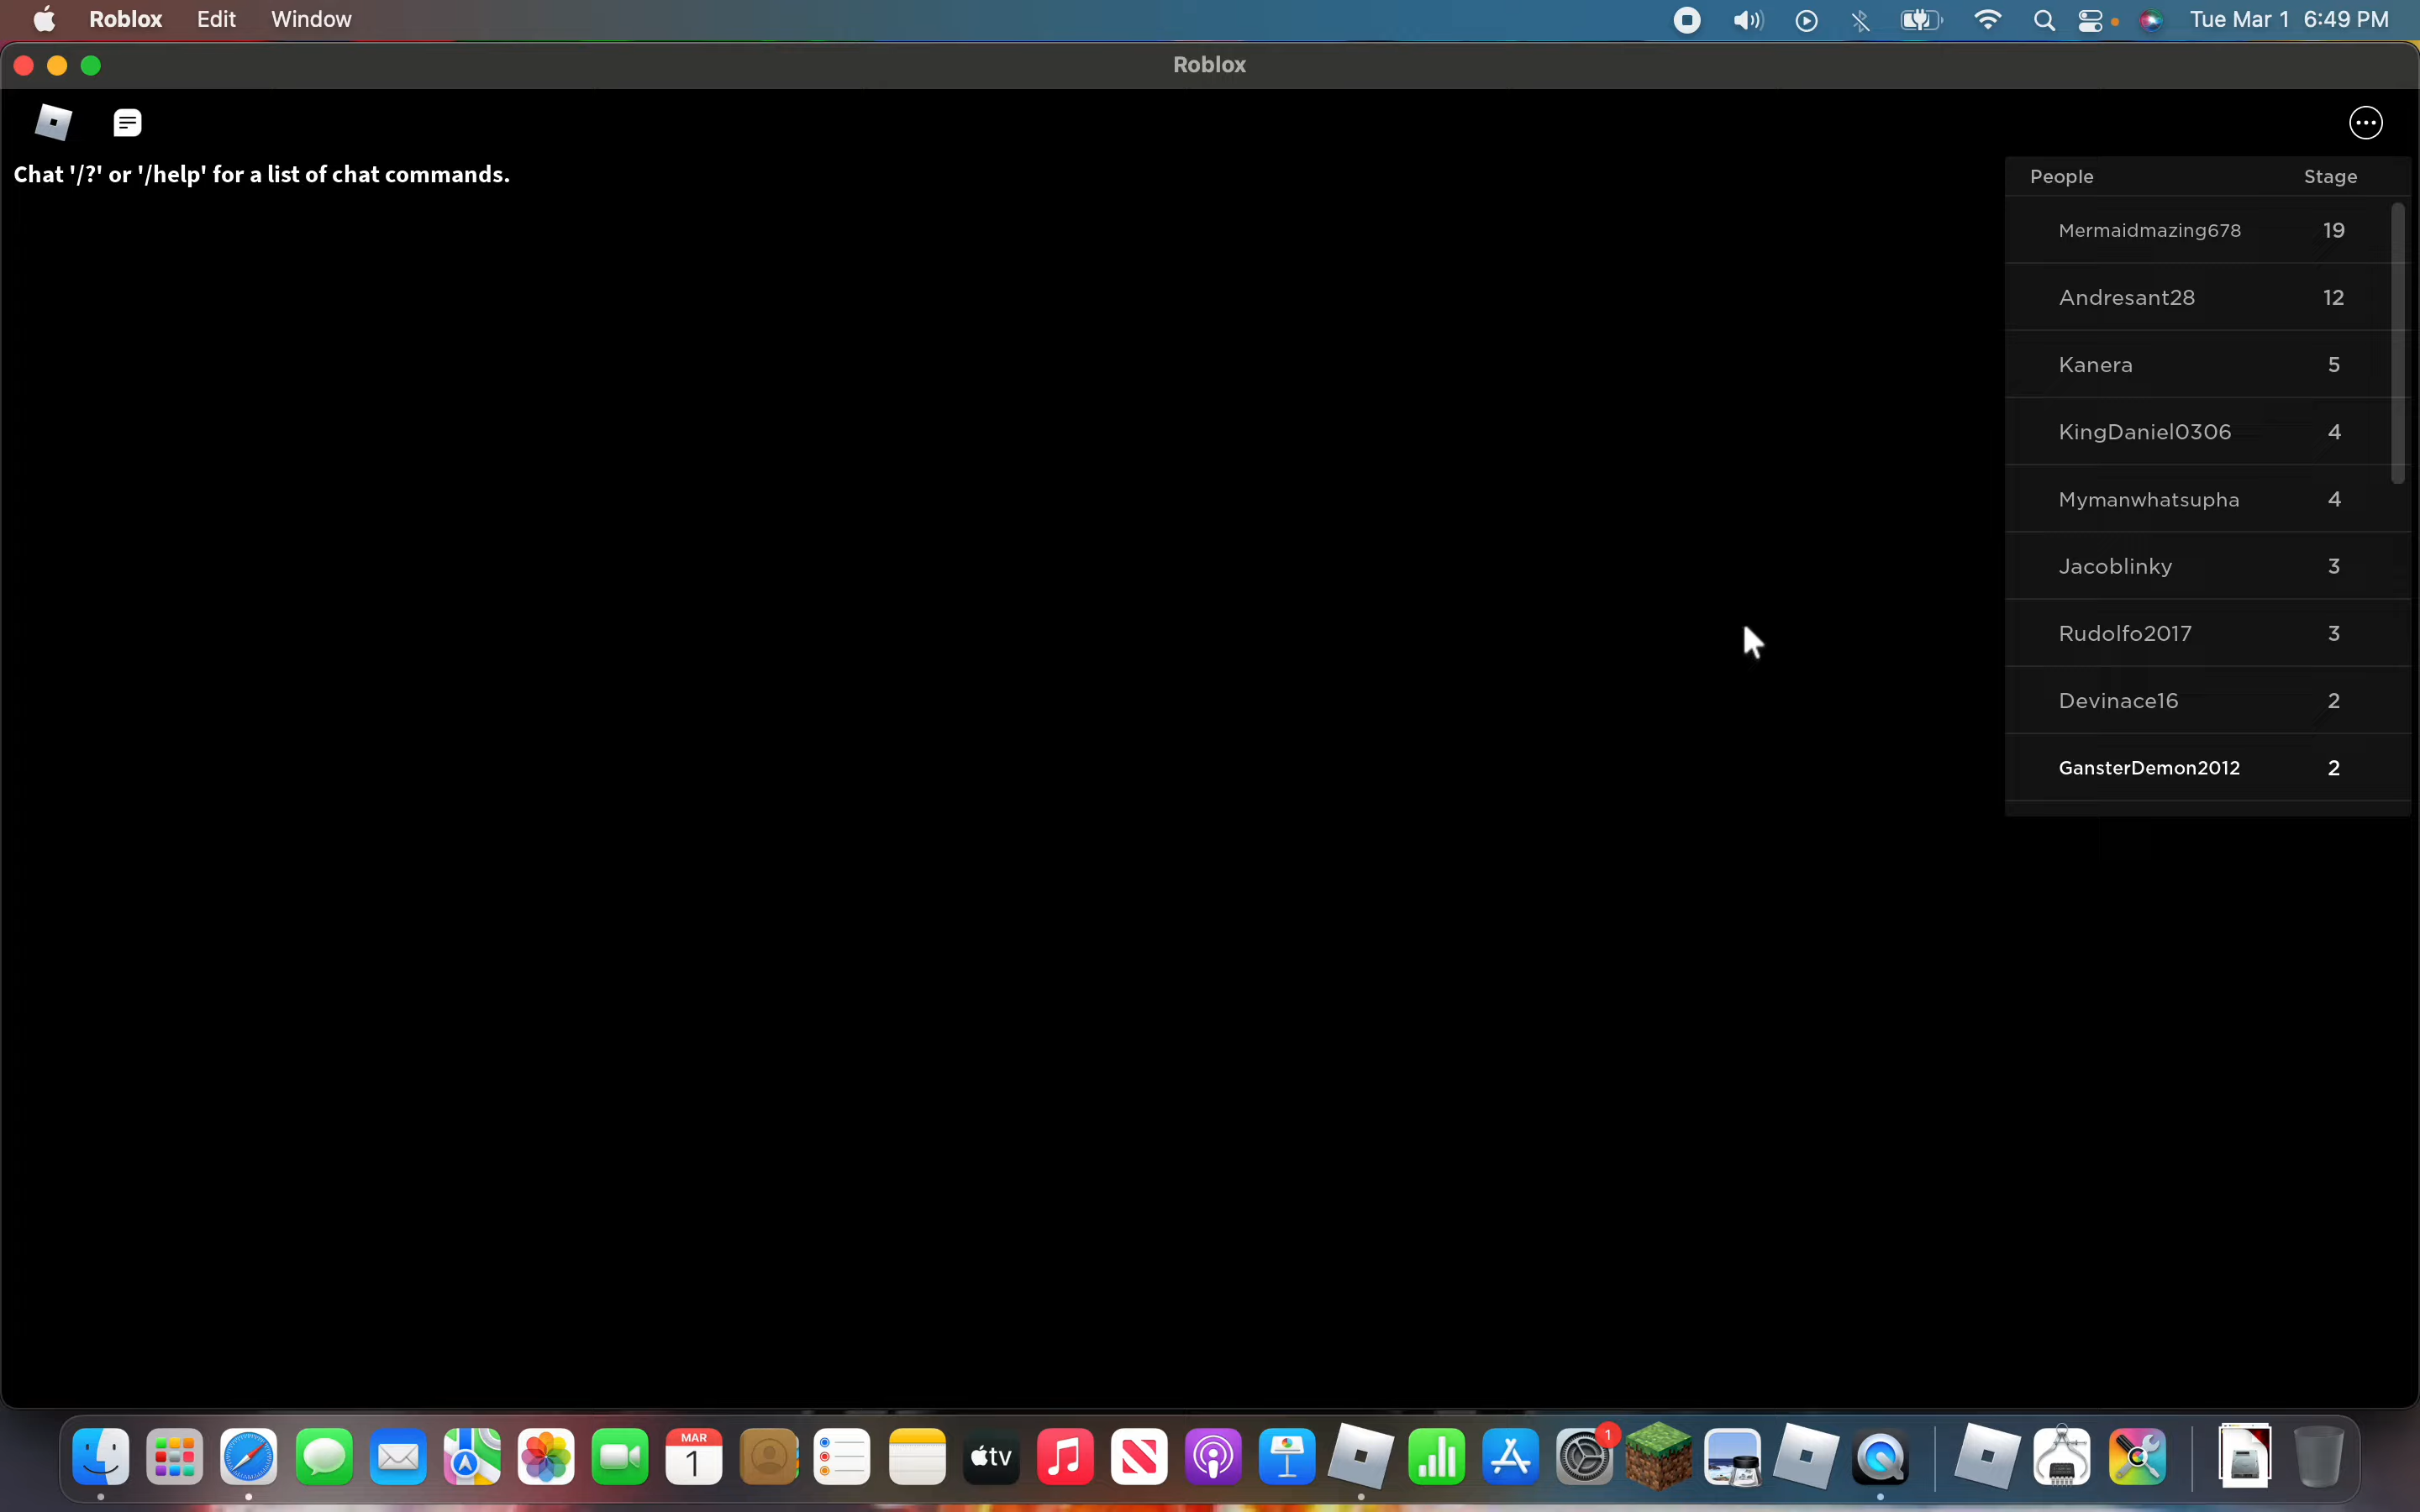 Roblox Edit Window Tue Mar 1 6:49 PM
Roblox
Chat '/?' or '/help' for a list of chat commands.
People Stage
Mermaidmazing678 19
Andresant28 12
Kanera 5
KingDaniel0306 4
Mymanwhatsupha 4
Jacoblinky 3
Rudolfo2017 3
Devinace16 2
GansterDemon2012 2
MAR
1
tv
1